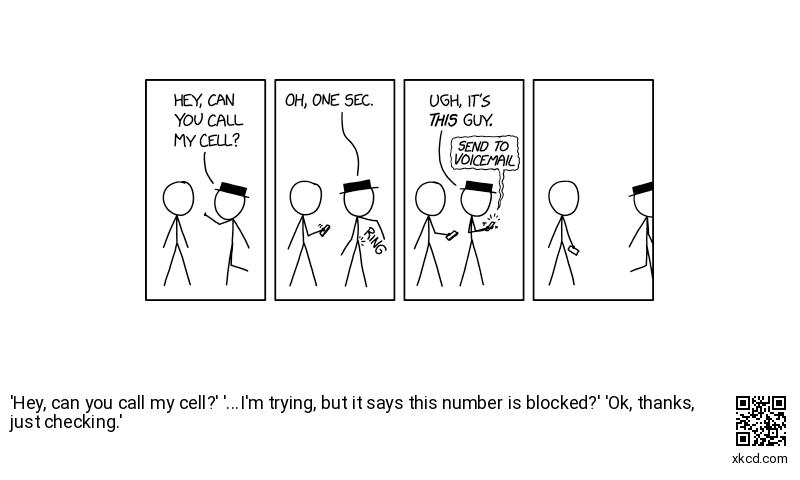 HEY, CAN
YOU CALL
MY CELL?
OH, ONE SEC.
RING
UGH, IT'S
THIS GUY.
SEND TO
VOICEMAIL
'Hey, can you call my cell?' '...I'm trying, but it says this number is blocked?' 'Ok, thanks,
just checking.'
xkcd.com